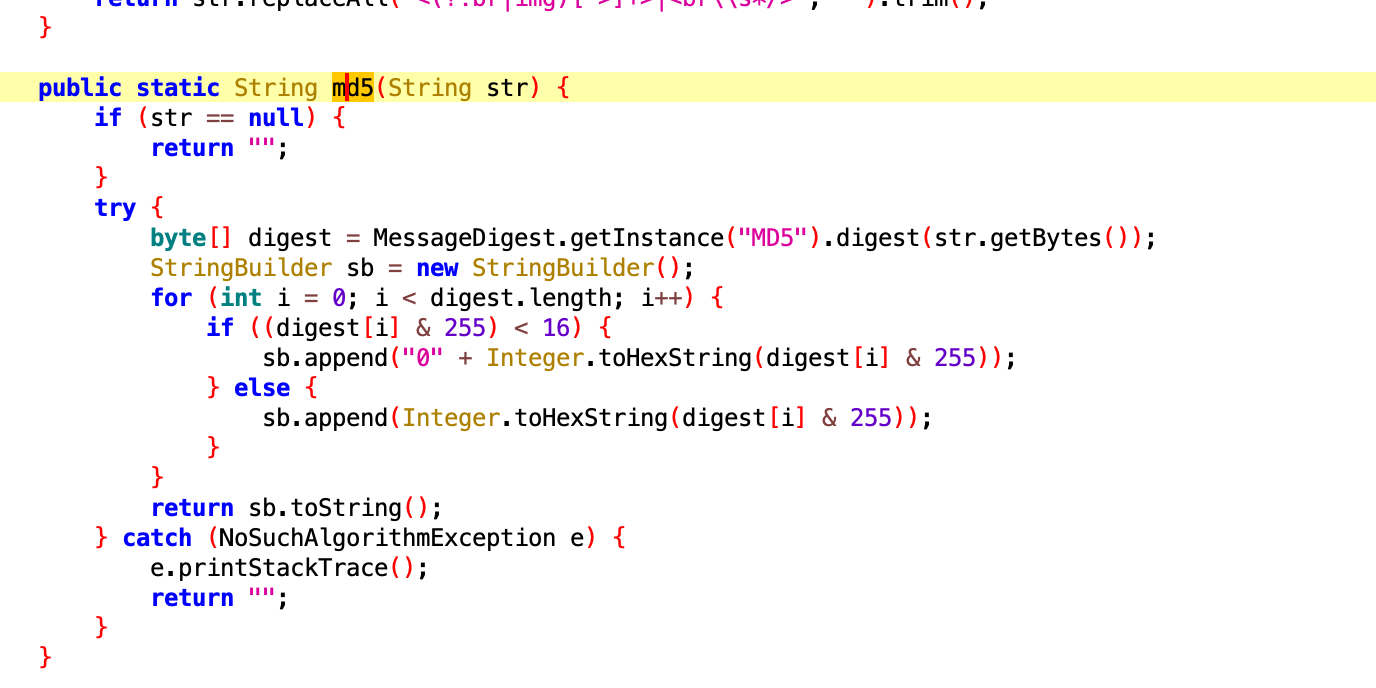 }
public static String md5(String str) {
if (str == null) {
return "";
}
try {
byte[] digest = MessageDigest.getInstance("MD5").digest(str.getBytes());
StringBuilder sb = new StringBuilder();
for (int i = 0; i < digest.length; i++) {
if ((digest[i] & 255) < 16) {
sb.append("0" + Integer.toHexString(digest[i] & 255));
} else {
sb.append(Integer.toHexString(digest[i] & 255));
}
}
return sb.toString();
} catch (NoSuchAlgorithmException e) {
e.printStackTrace();
return "";
}
}